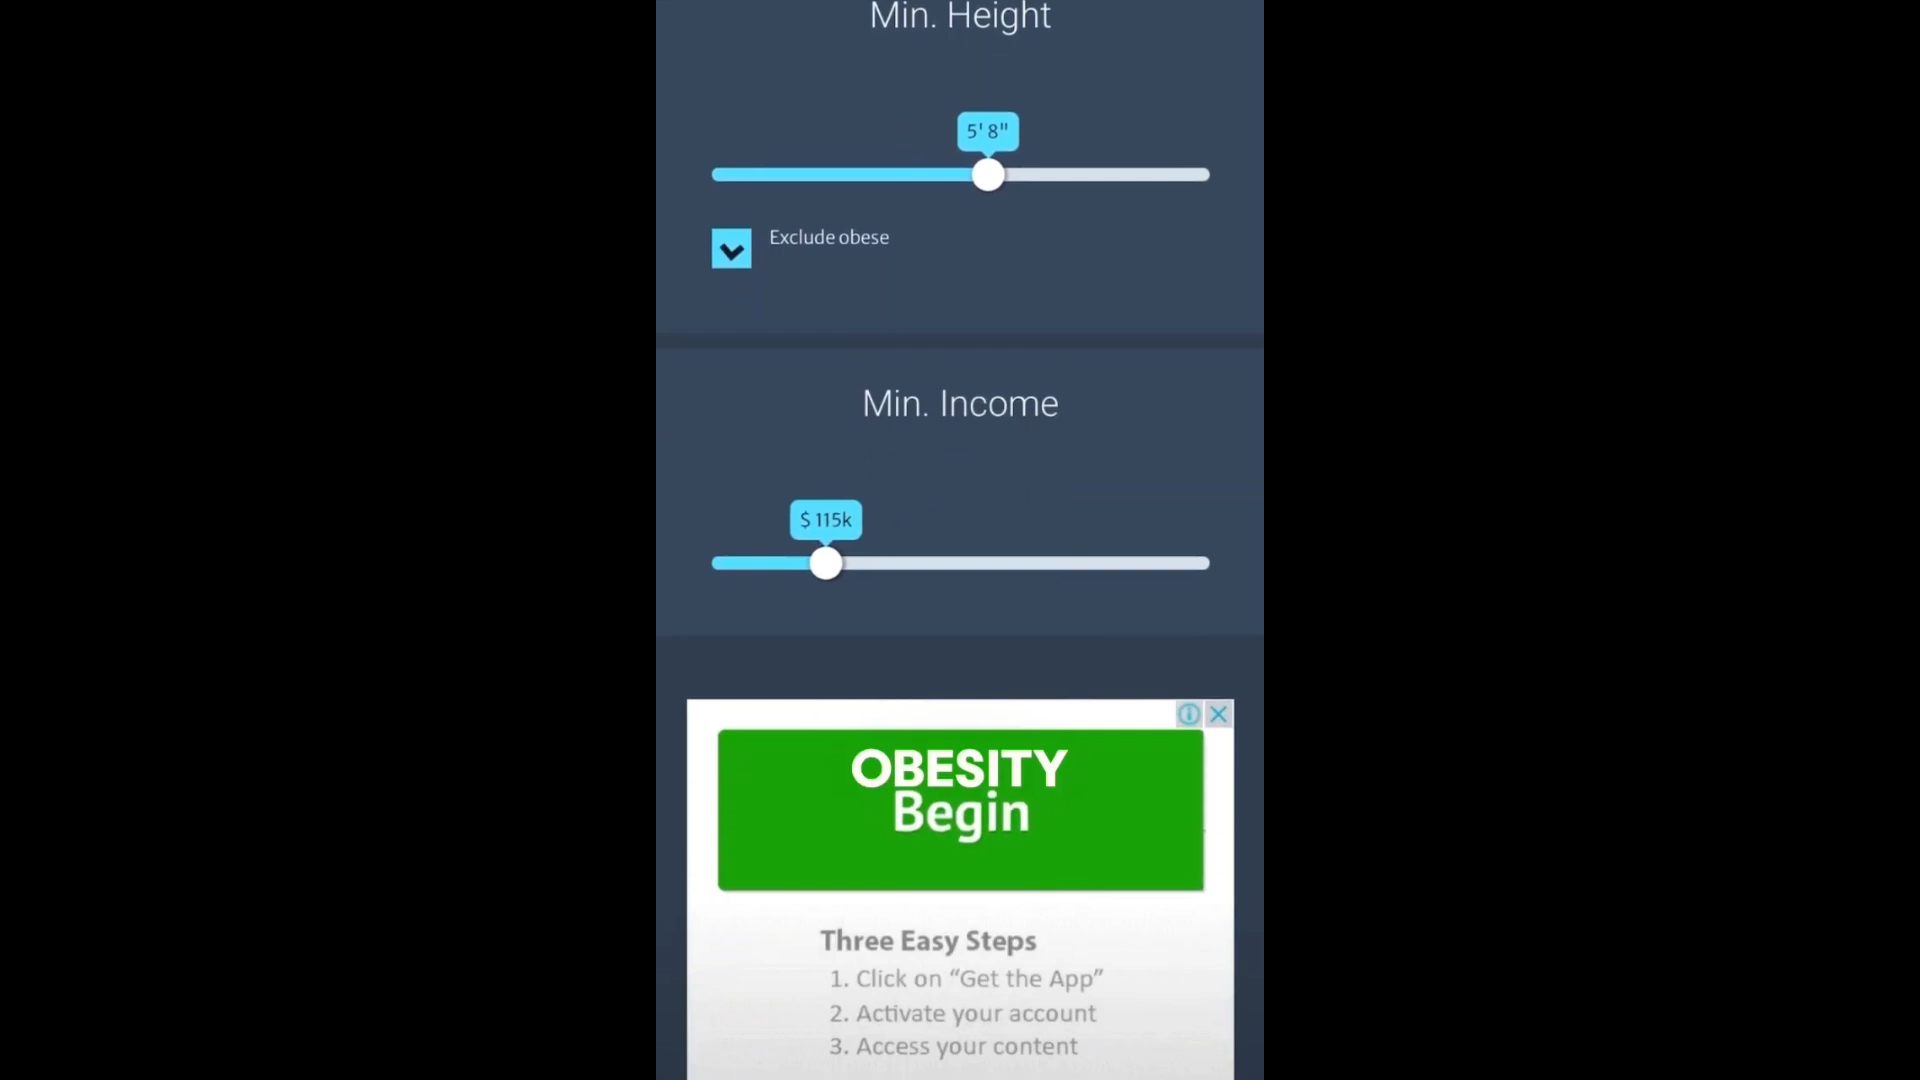 Min. Height
5' 8"
Exclude obese
Min. Income
$ 115k
OBESITY
Begin
Three Easy Steps
1. Click on “Get the App”
2. Activate your account
3. Access your content